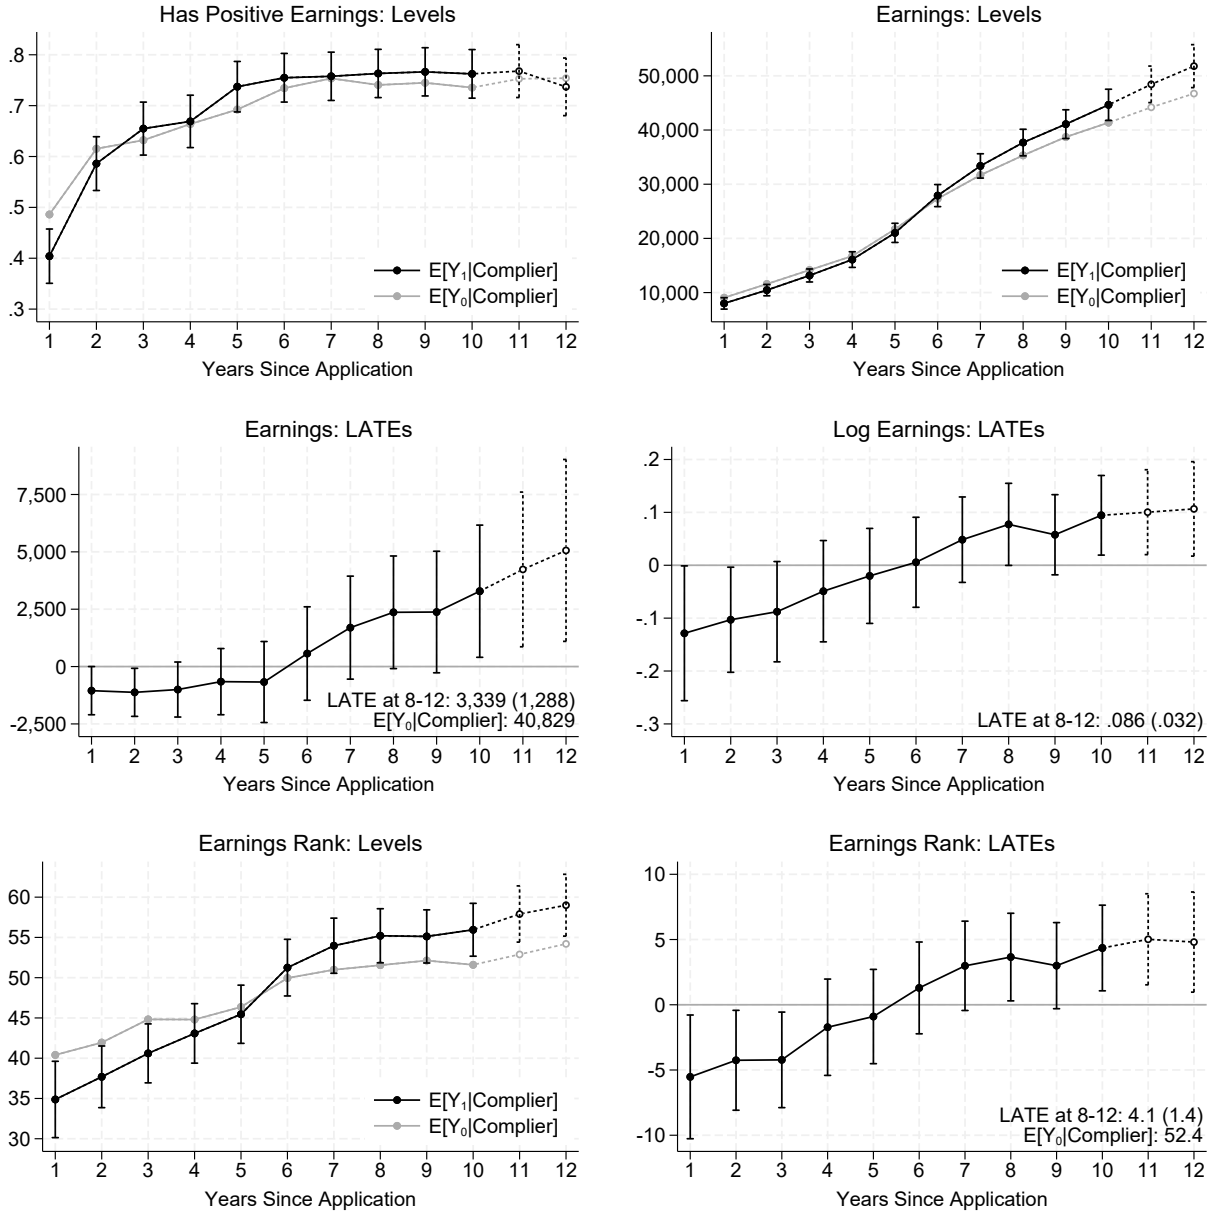 Has Positive Earnings: Levels
.8
.7
.6
.5
.4
.3
E[Y₁|Complier]
E[Y₀|Complier]
1 2 3 4 5 6 7 8 9 10 11 12
Years Since Application
Earnings: Levels
50,000
40,000
30,000
20,000
10,000
E[Y₁|Complier]
E[Y₀|Complier]
1 2 3 4 5 6 7 8 9 10 11 12
Years Since Application
Earnings: LATEs
7,500
5,000
2,500
0
-2,500
LATE at 8-12: 3,339 (1,288)
E[Y₀|Complier]: 40,829
1 2 3 4 5 6 7 8 9 10 11 12
Years Since Application
Log Earnings: LATEs
.2
.1
0
-.1
-.2
-.3
LATE at 8-12: .086 (.032)
1 2 3 4 5 6 7 8 9 10 11 12
Years Since Application
Earnings Rank: Levels
60
55
50
45
40
35
30
E[Y₁|Complier]
E[Y₀|Complier]
1 2 3 4 5 6 7 8 9 10 11 12
Years Since Application
Earnings Rank: LATEs
10
5
0
-5
-10
LATE at 8-12: 4.1 (1.4)
E[Y₀|Complier]: 52.4
1 2 3 4 5 6 7 8 9 10 11 12
Years Since Application